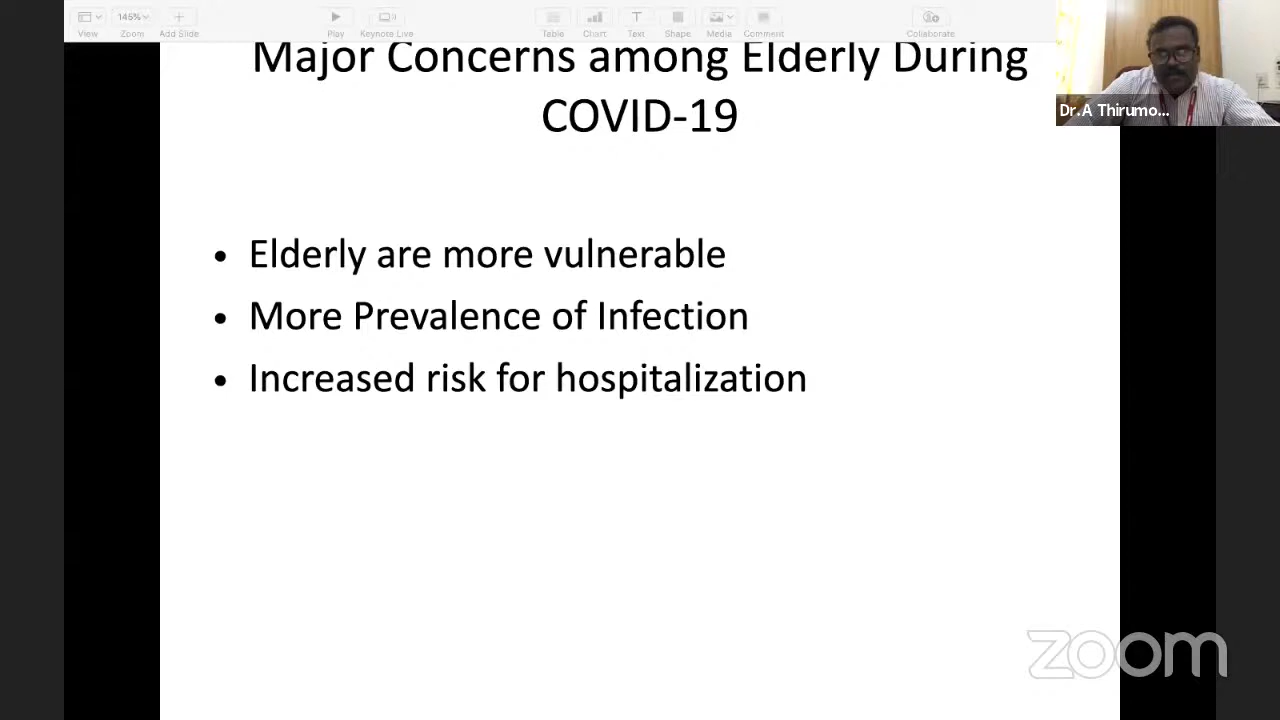 145%
View
Zoom
Add Slide
Play
Keynote Live
Table
Chart
Text
Shape
Media
Comment
Collaborate
Dr.A Thirumo...
Major Concerns among Elderly During
COVID-19
• Elderly are more vulnerable
• More Prevalence of Infection
• Increased risk for hospitalization
zoom